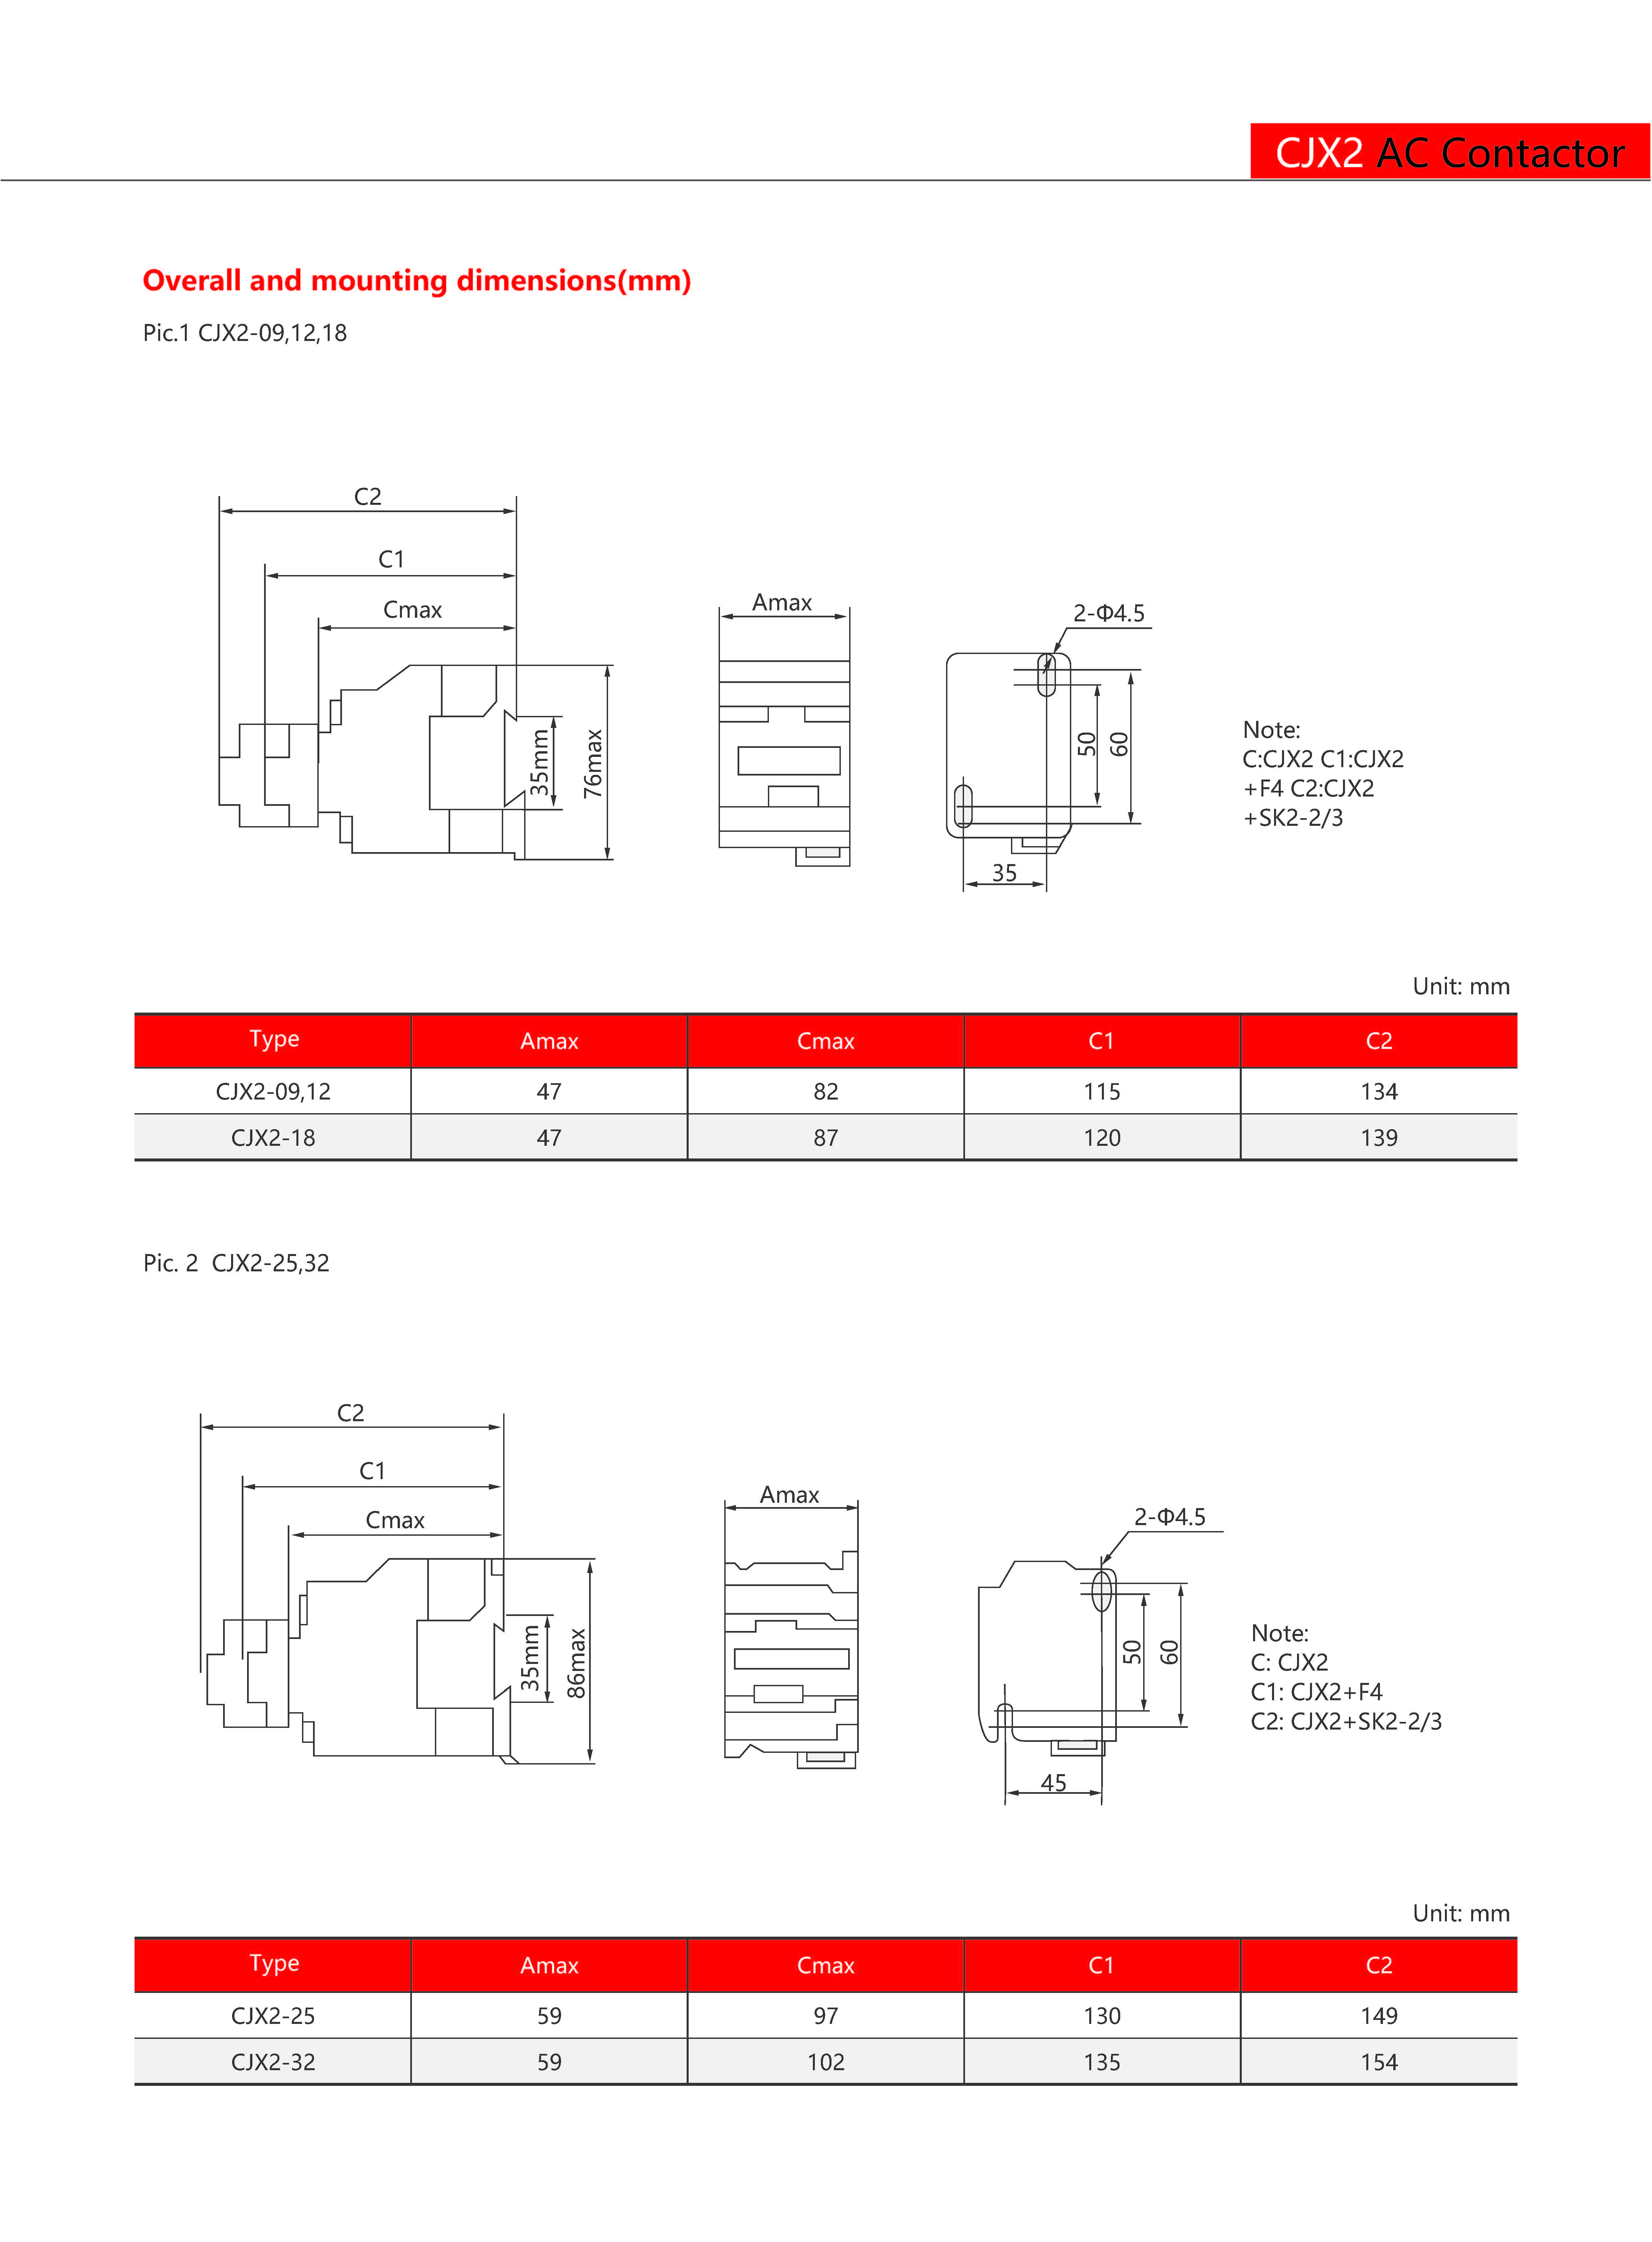 CJX2 AC Contactor
Overall and mounting dimensions(mm)
Pic.1 CJX2-09,12,18
C2
C1
Cmax
35mm
76max
Amax
2-Φ4.5
50
60
35
Note:
C:CJX2 C1:CJX2
+F4 C2:CJX2
+SK2-2/3
Unit: mm
Type Amax Cmax C1 C2
CJX2-09,12 47 82 115 134
CJX2-18 47 87 120 139
Pic. 2 CJX2-25,32
C2
C1
Cmax
35mm
86max
Amax
2-Φ4.5
50
60
45
Note:
C: CJX2
C1: CJX2+F4
C2: CJX2+SK2-2/3
Unit: mm
Type Amax Cmax C1 C2
CJX2-25 59 97 130 149
CJX2-32 59 102 135 154